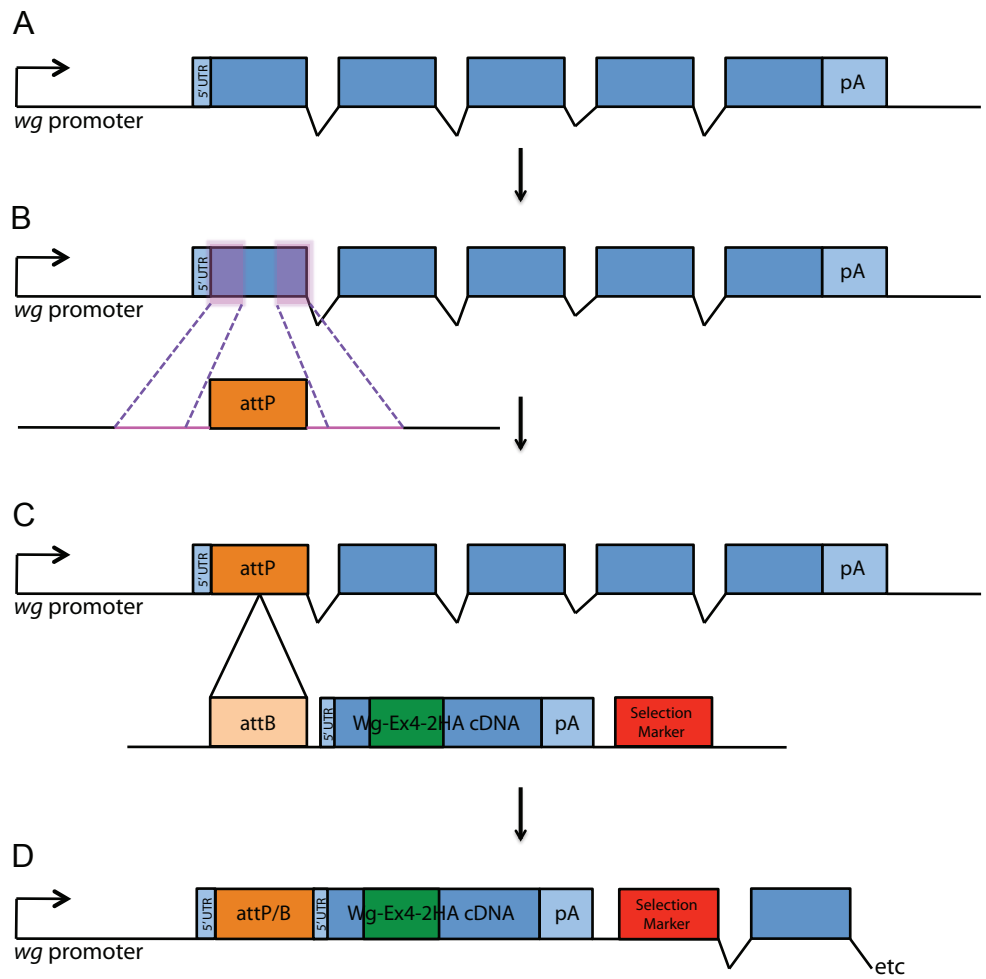 A
5' UTR
pA
wg promoter
B
5' UTR
pA
wg promoter
attP
C
5' UTR
attP
pA
wg promoter
attB
5' UTR
Wg-Ex4-2HA cDNA
pA
Selection
Marker
D
5' UTR
attP/B
5' UTR
Wg-Ex4-2HA cDNA
pA
Selection
Marker
wg promoter
etc